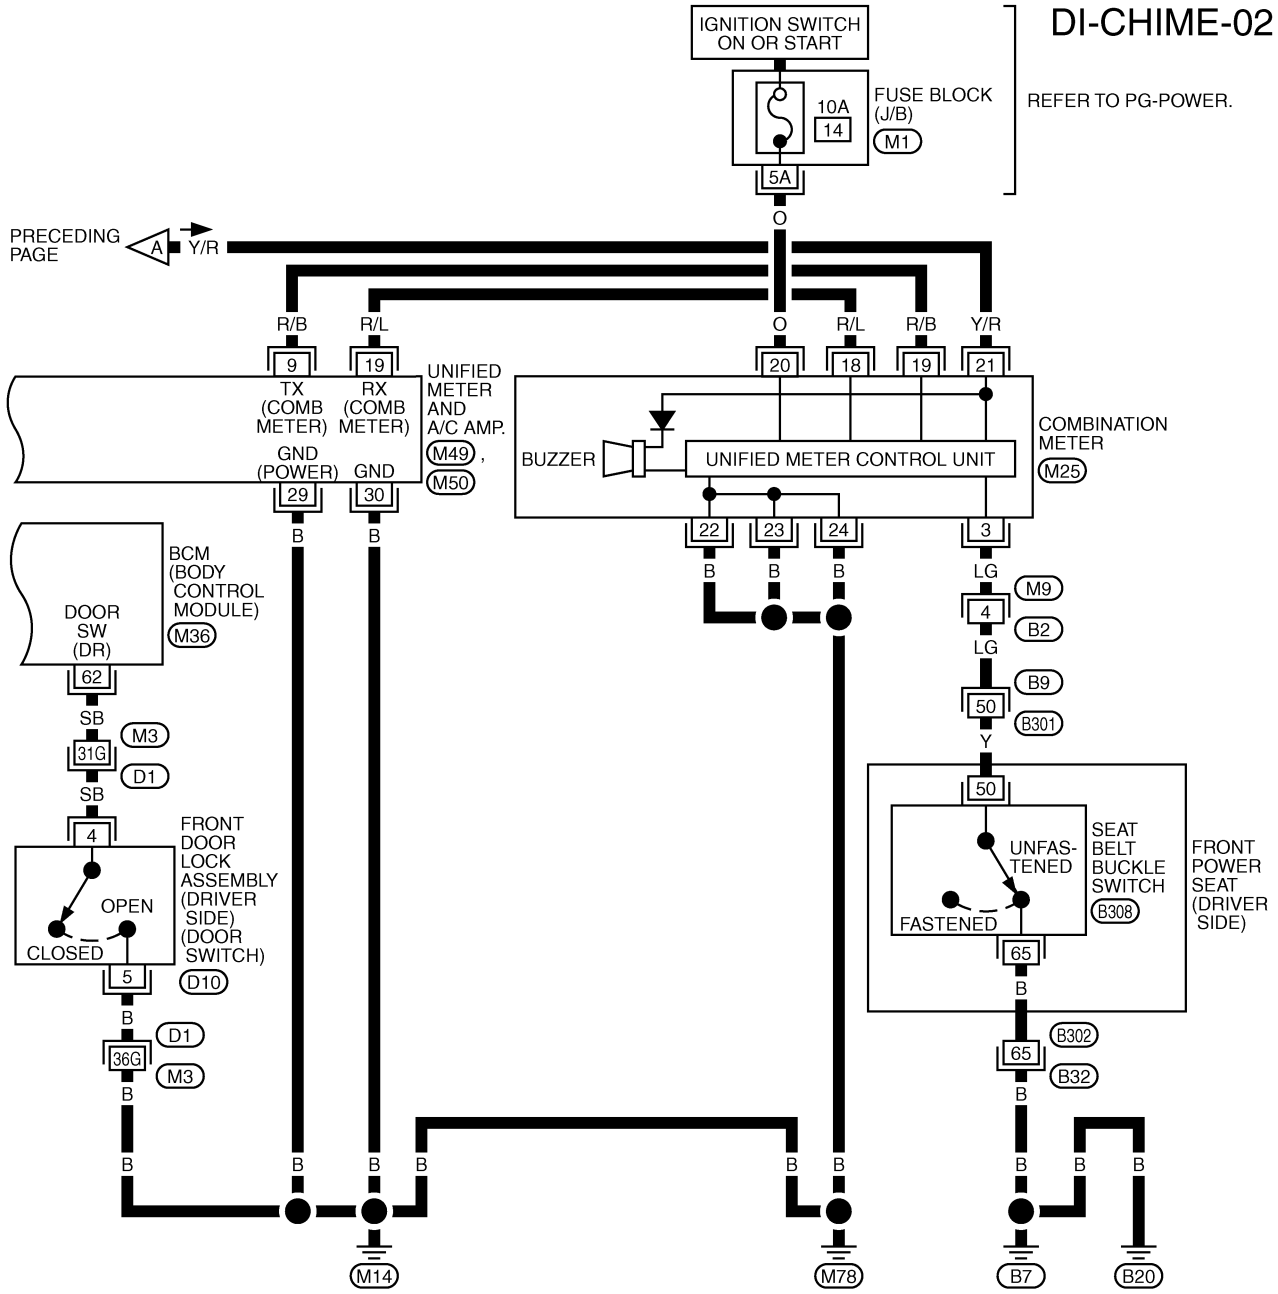 DI-CHIME-02
IGNITION SWITCH
ON OR START
FUSE BLOCK
(J/B)
M1
10A
14
REFER TO PG-POWER.
5A
O
PRECEDING
PAGE
A
Y/R
R/B
R/L
O
R/L
R/B
Y/R
9
19
20
18
19
21
TX
(COMB
METER)
RX
(COMB
METER)
GND
(POWER)
GND
UNIFIED
METER
AND
A/C AMP.
M49 ,
M50
BUZZER
UNIFIED METER CONTROL UNIT
COMBINATION
METER
M25
29
30
22
23
24
3
B
B
B
B
B
LG
BCM
(BODY
CONTROL
MODULE)
M36
DOOR
SW
(DR)
62
SB
M3
31G
D1
SB
4
M9
4
B2
LG
B9
50
B301
Y
50
FRONT
DOOR
LOCK
ASSEMBLY
(DRIVER
SIDE)
(DOOR
SWITCH)
D10
OPEN
CLOSED
5
B
D1
36G
M3
B
UNFAS-
TENED
FASTENED
SEAT
BELT
BUCKLE
SWITCH
B308
FRONT
POWER
SEAT
(DRIVER
SIDE)
65
B
B302
65
B32
B
B
B
B
B
B
B
B
B
B
M14
M78
B7
B20